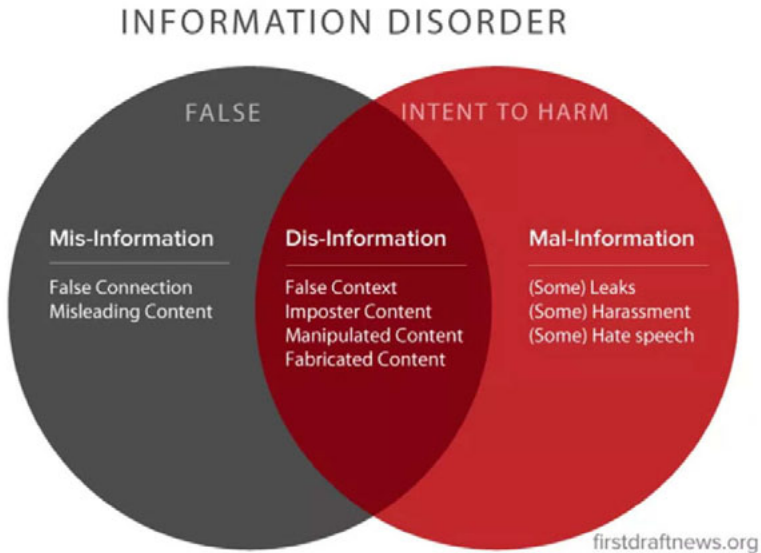 INFORMATION DISORDER
FALSE
INTENT TO HARM
Mis-Information
False Connection
Misleading Content
Dis-Information
False Context
Imposter Content
Manipulated Content
Fabricated Content
Mal-Information
(Some) Leaks
(Some) Harassment
(Some) Hate speech
firstdraftnews.org